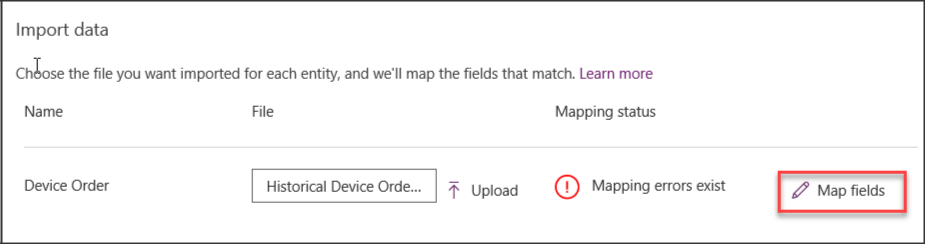 Import data
Choose the file you want imported for each entity, and we'll map the fields that match. Learn more
Name File Mapping status
Device Order Historical Device Orde... Upload Mapping errors exist Map fields